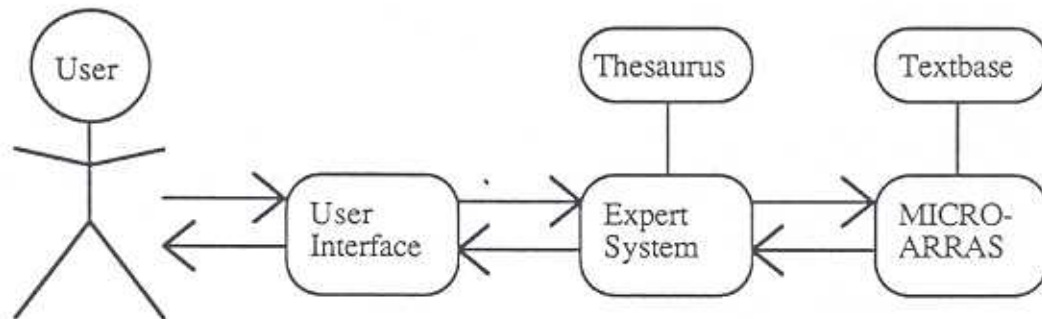 User
Thesaurus
Textbase
User
Interface
Expert
System
MICRO-
ARRAS